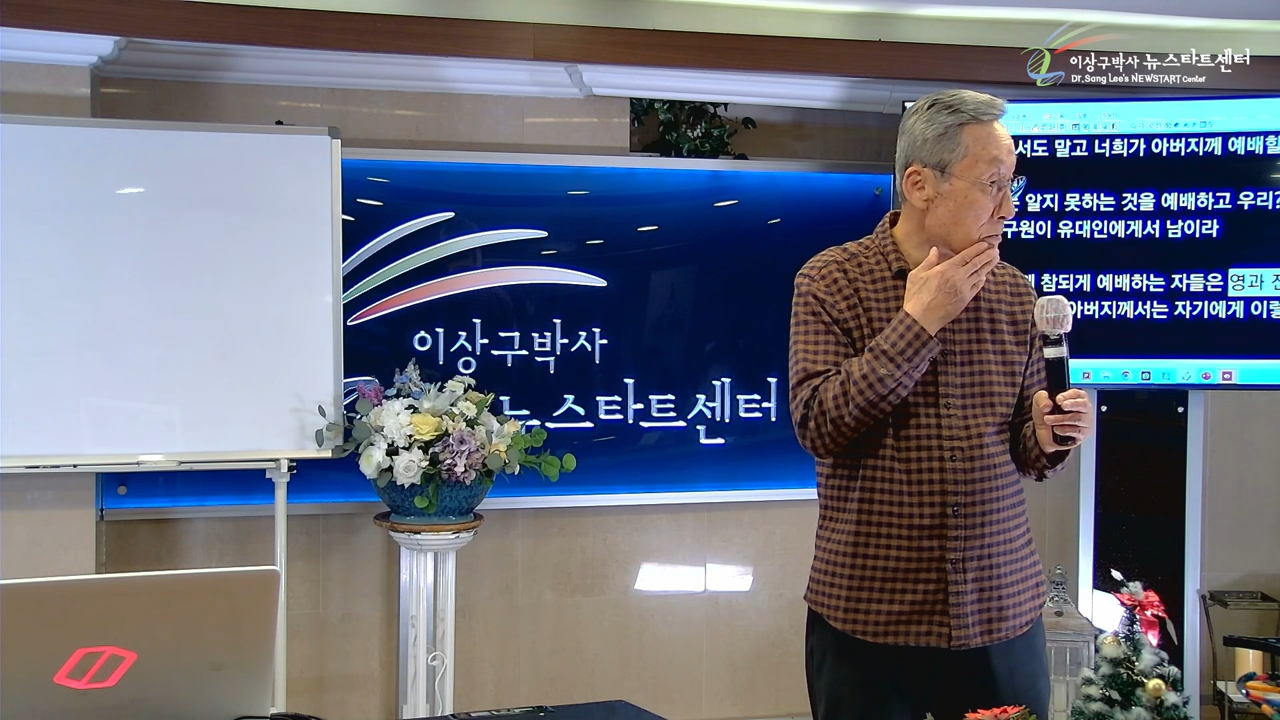 이상구박사 뉴스타트센터
Dr. Sang Lee's NEWSTART Center
서도 말고 너희가 아버지께 예배할
알지 못하는 것을 예배하고 우리
구원이 유대인에게서 남이라
참되게 예배하는 자들은 영과
아버지께서는 자기에게
이상구박사
뉴스타트센터